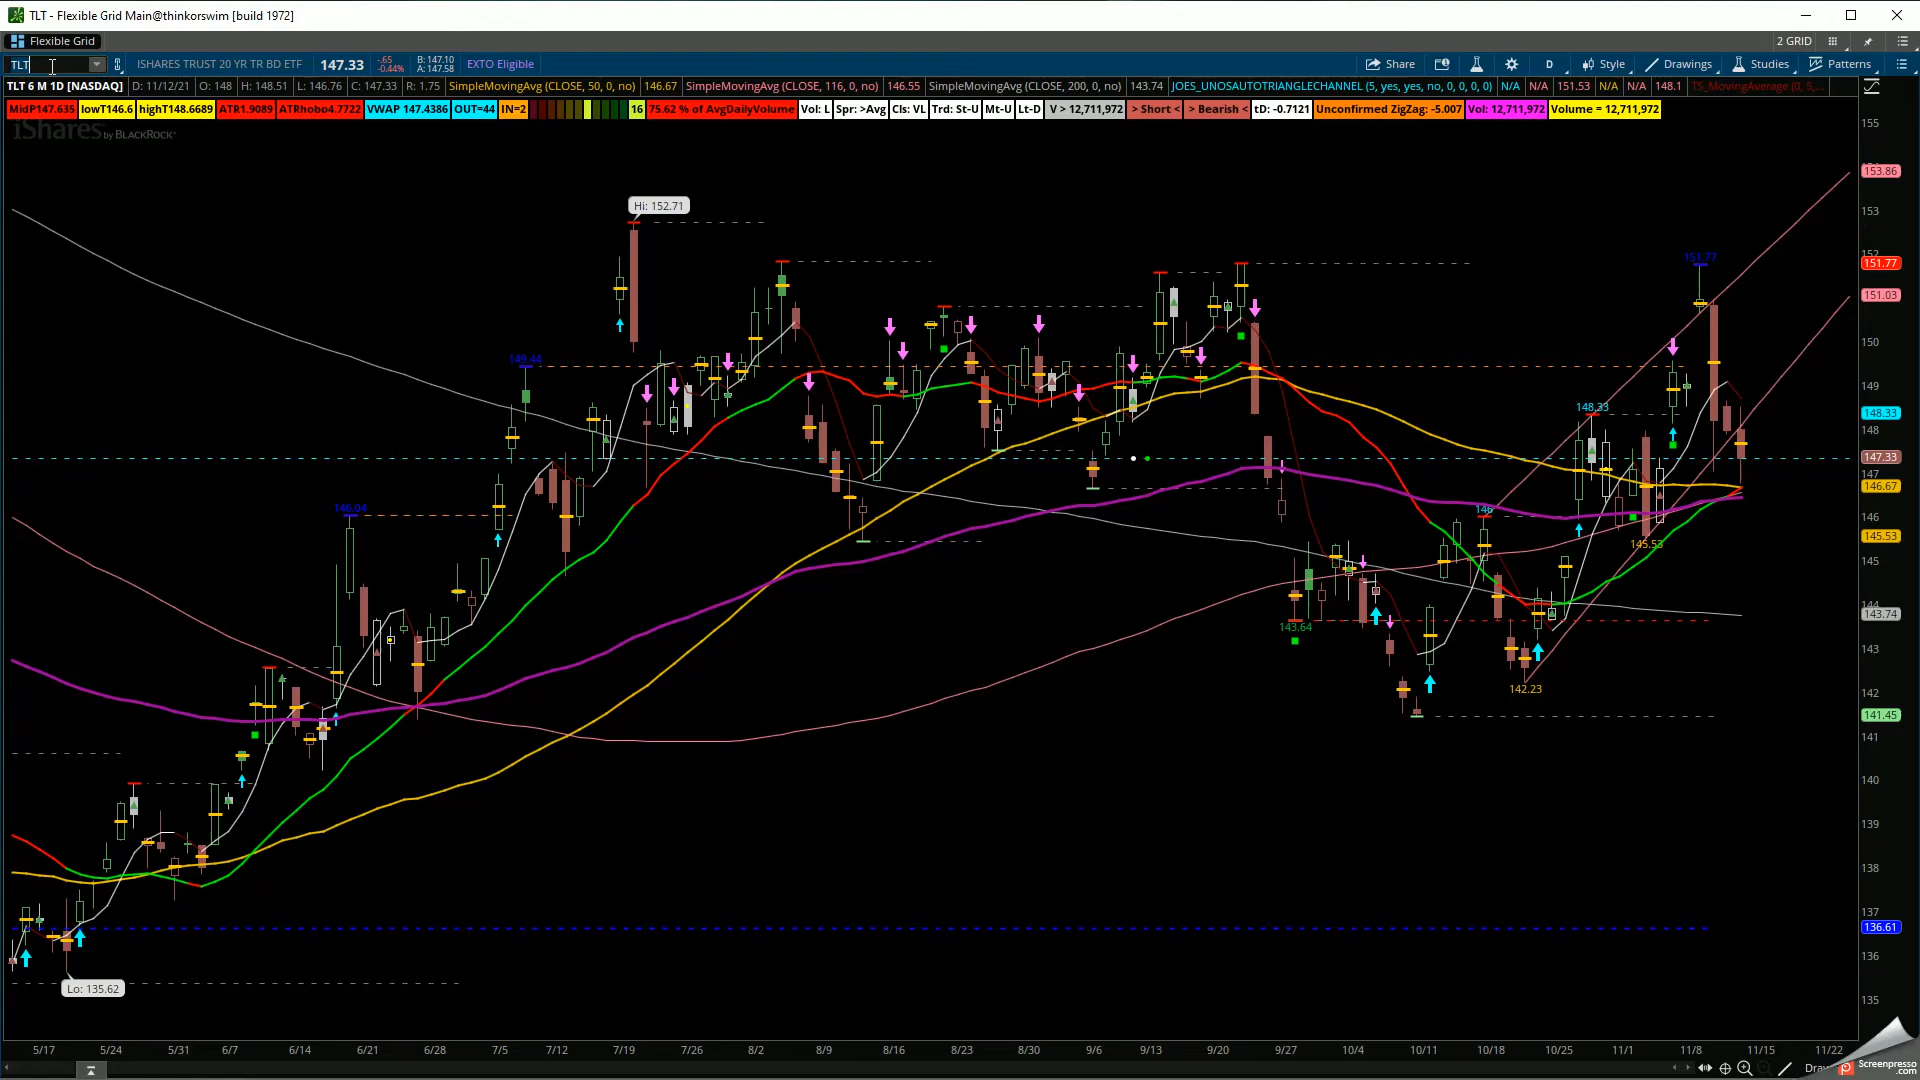 TLT - Flexible Grid Main@thinkorswim [build 1972]
Flexible Grid
2 GRID
TLT ISHARES TRUST 20 YR TR BD ETF 147.33 -.65 -0.44% B: 147.10 A: 147.58 EXTO Eligible
Share D Style Drawings Studies Patterns
TLT 6 M 1D [NASDAQ] D: 11/12/21 O: 148 H: 148.51 L: 146.76 C: 147.33 R: 1.75 SimpleMovingAvg (CLOSE, 50, 0, no) 146.67 SimpleMovingAvg (CLOSE, 116, 0, no) 146.55 SimpleMovingAvg (CLOSE, 200, 0, no) 143.74 JOES_UNOSAUTOTRIANGLECHANNEL (5, yes, yes, no, 0, 0, 0, 0) N/A N/A 151.53 N/A N/A 148.1 TS_MovingAverage (0, 5,...
MidP147.635 lowT146.6 highT148.6689 ATR1.9089 ATRhobo4.7722 VWAP 147.4386 OUT=44 IN=2 16 75.62 % of AvgDailyVolume Vol: L Spr: >Avg Cls: VL Trd: St-U Mt-U Lt-D V > 12,711,972 > Short < > Bearish < tD: -0.7121 Unconfirmed ZigZag: -5.007 Vol: 12,711,972 Volume = 12,711,972
iShares by BLACKROCK
155
153.86
153
152
151.77
151.03
150
149
148.33
148
147.33
147
146.67
146
145.53
145
144
143.74
143
142
141.45
141
140
139
138
137
136.61
136
135
Hi: 152.71
151.77
149.44
148.33
146.04
146
145.53
143.64
142.23
Lo: 135.62
5/17 5/24 5/31 6/7 6/14 6/21 6/28 7/5 7/12 7/19 7/26 8/2 8/9 8/16 8/23 8/30 9/6 9/13 9/20 9/27 10/4 10/11 10/18 10/25 11/1 11/8 11/15 11/22
Screenpresso
.com